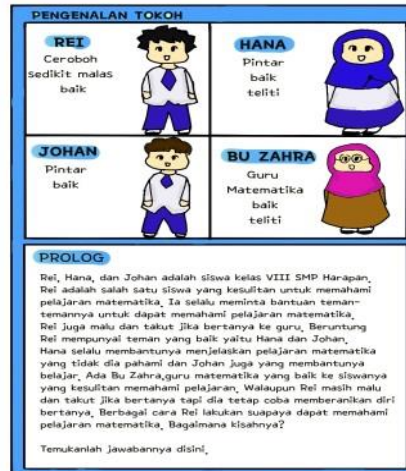 PENGENALAN TOKOH
REI
Ceroboh
sedikit malas
baik
HANA
Pintar
baik
teliti
JOHAN
Pintar
baik
BU ZAHRA
Guru
Matematika
baik
teliti
PROLOG
Rei, Hana, dan Johan adalah siswa kelas VIII SMP Harapan.
Rei adalah salah satu siswa yang kesulitan untuk memahami
pelajaran matematika. Ia selalu meminta bantuan teman-
temannya untuk dapat memahami pelajaran matematika.
Rei juga malu dan takut jika bertanya ke guru. Beruntung
Rei mempunyai teman yang baik yaitu Hana dan Johan.
Hana selalu membantunya menjelaskan pelajaran matematika
yang tidak dia pahami dan Johan juga yang membantunya
belajar. Ada Bu Zahra,guru matematika yang baik ke siswanya
yang kesulitan memahami pelajaran. Walaupun Rei masih malu
dan takut jika bertanya tapi dia tetap coba memberanikan diri
bertanya. Berbagai cara Rei lakukan suapaya dapat memahami
pelajaran matematika. Bagaimana kisahnya?
Temukanlah jawabannya disini.